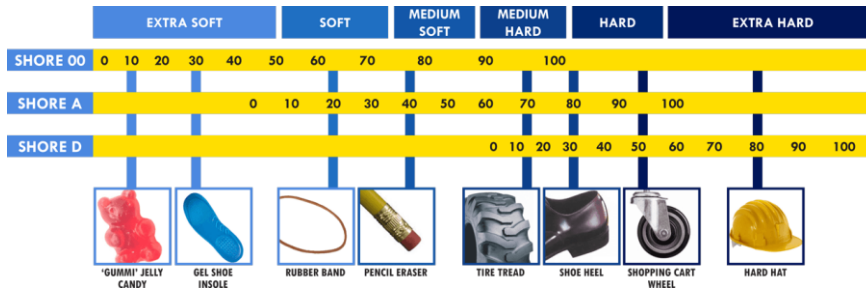 EXTRA SOFT
SOFT
MEDIUM
SOFT
MEDIUM
HARD
HARD
EXTRA HARD
SHORE 00 0 10 20 30 40 50 60 70 80 90 100
SHORE A 0 10 20 30 40 50 60 70 80 90 100
SHORE D 0 10 20 30 40 50 60 70 80 90 100
'GUMMI' JELLY
CANDY
GEL SHOE
INSOLE
RUBBER BAND
PENCIL ERASER
TIRE TREAD
SHOE HEEL
SHOPPING CART
WHEEL
HARD HAT